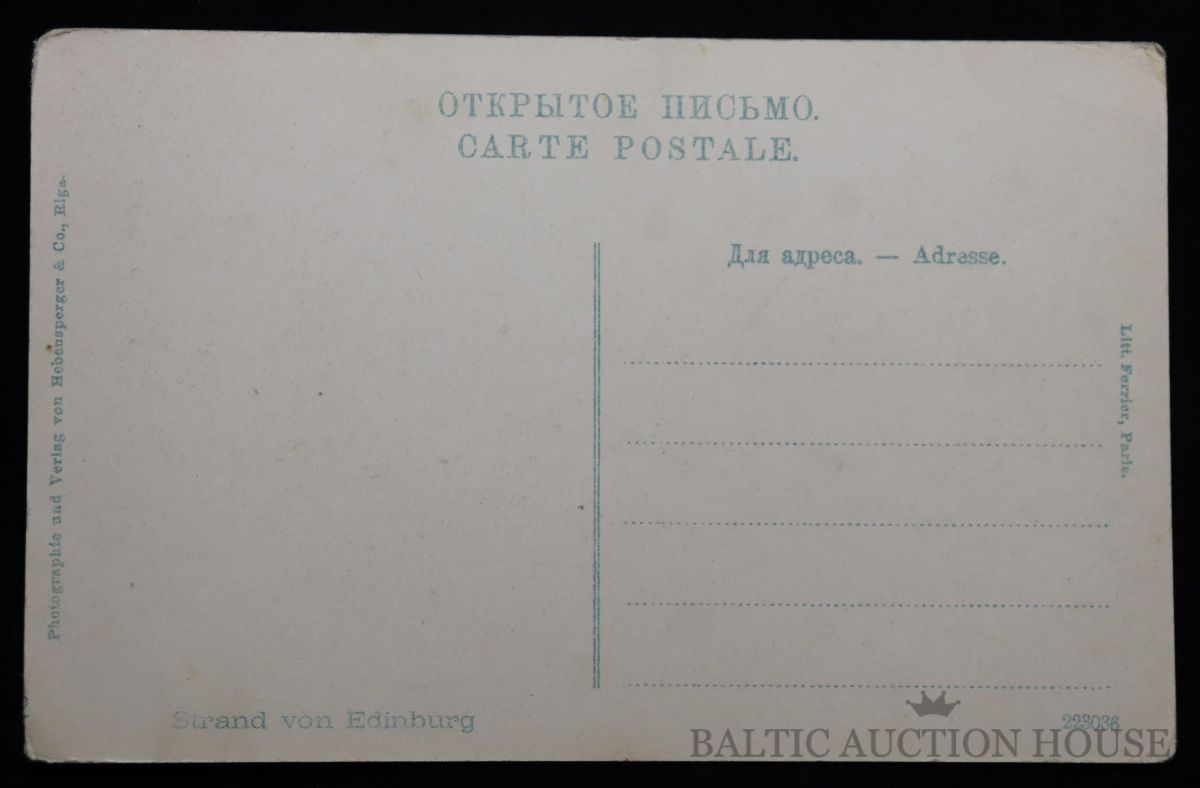 ОТКРЫТОЕ ПИСЬМО.
CARTE POSTALE.
Photographie und Verlag von Hebensperger & Co., Riga.
Для адреса. — Adresse.
Litt. Ferrier, Paris.
Strand von Edinburg
223036
BALTIC AUCTION HOUSE